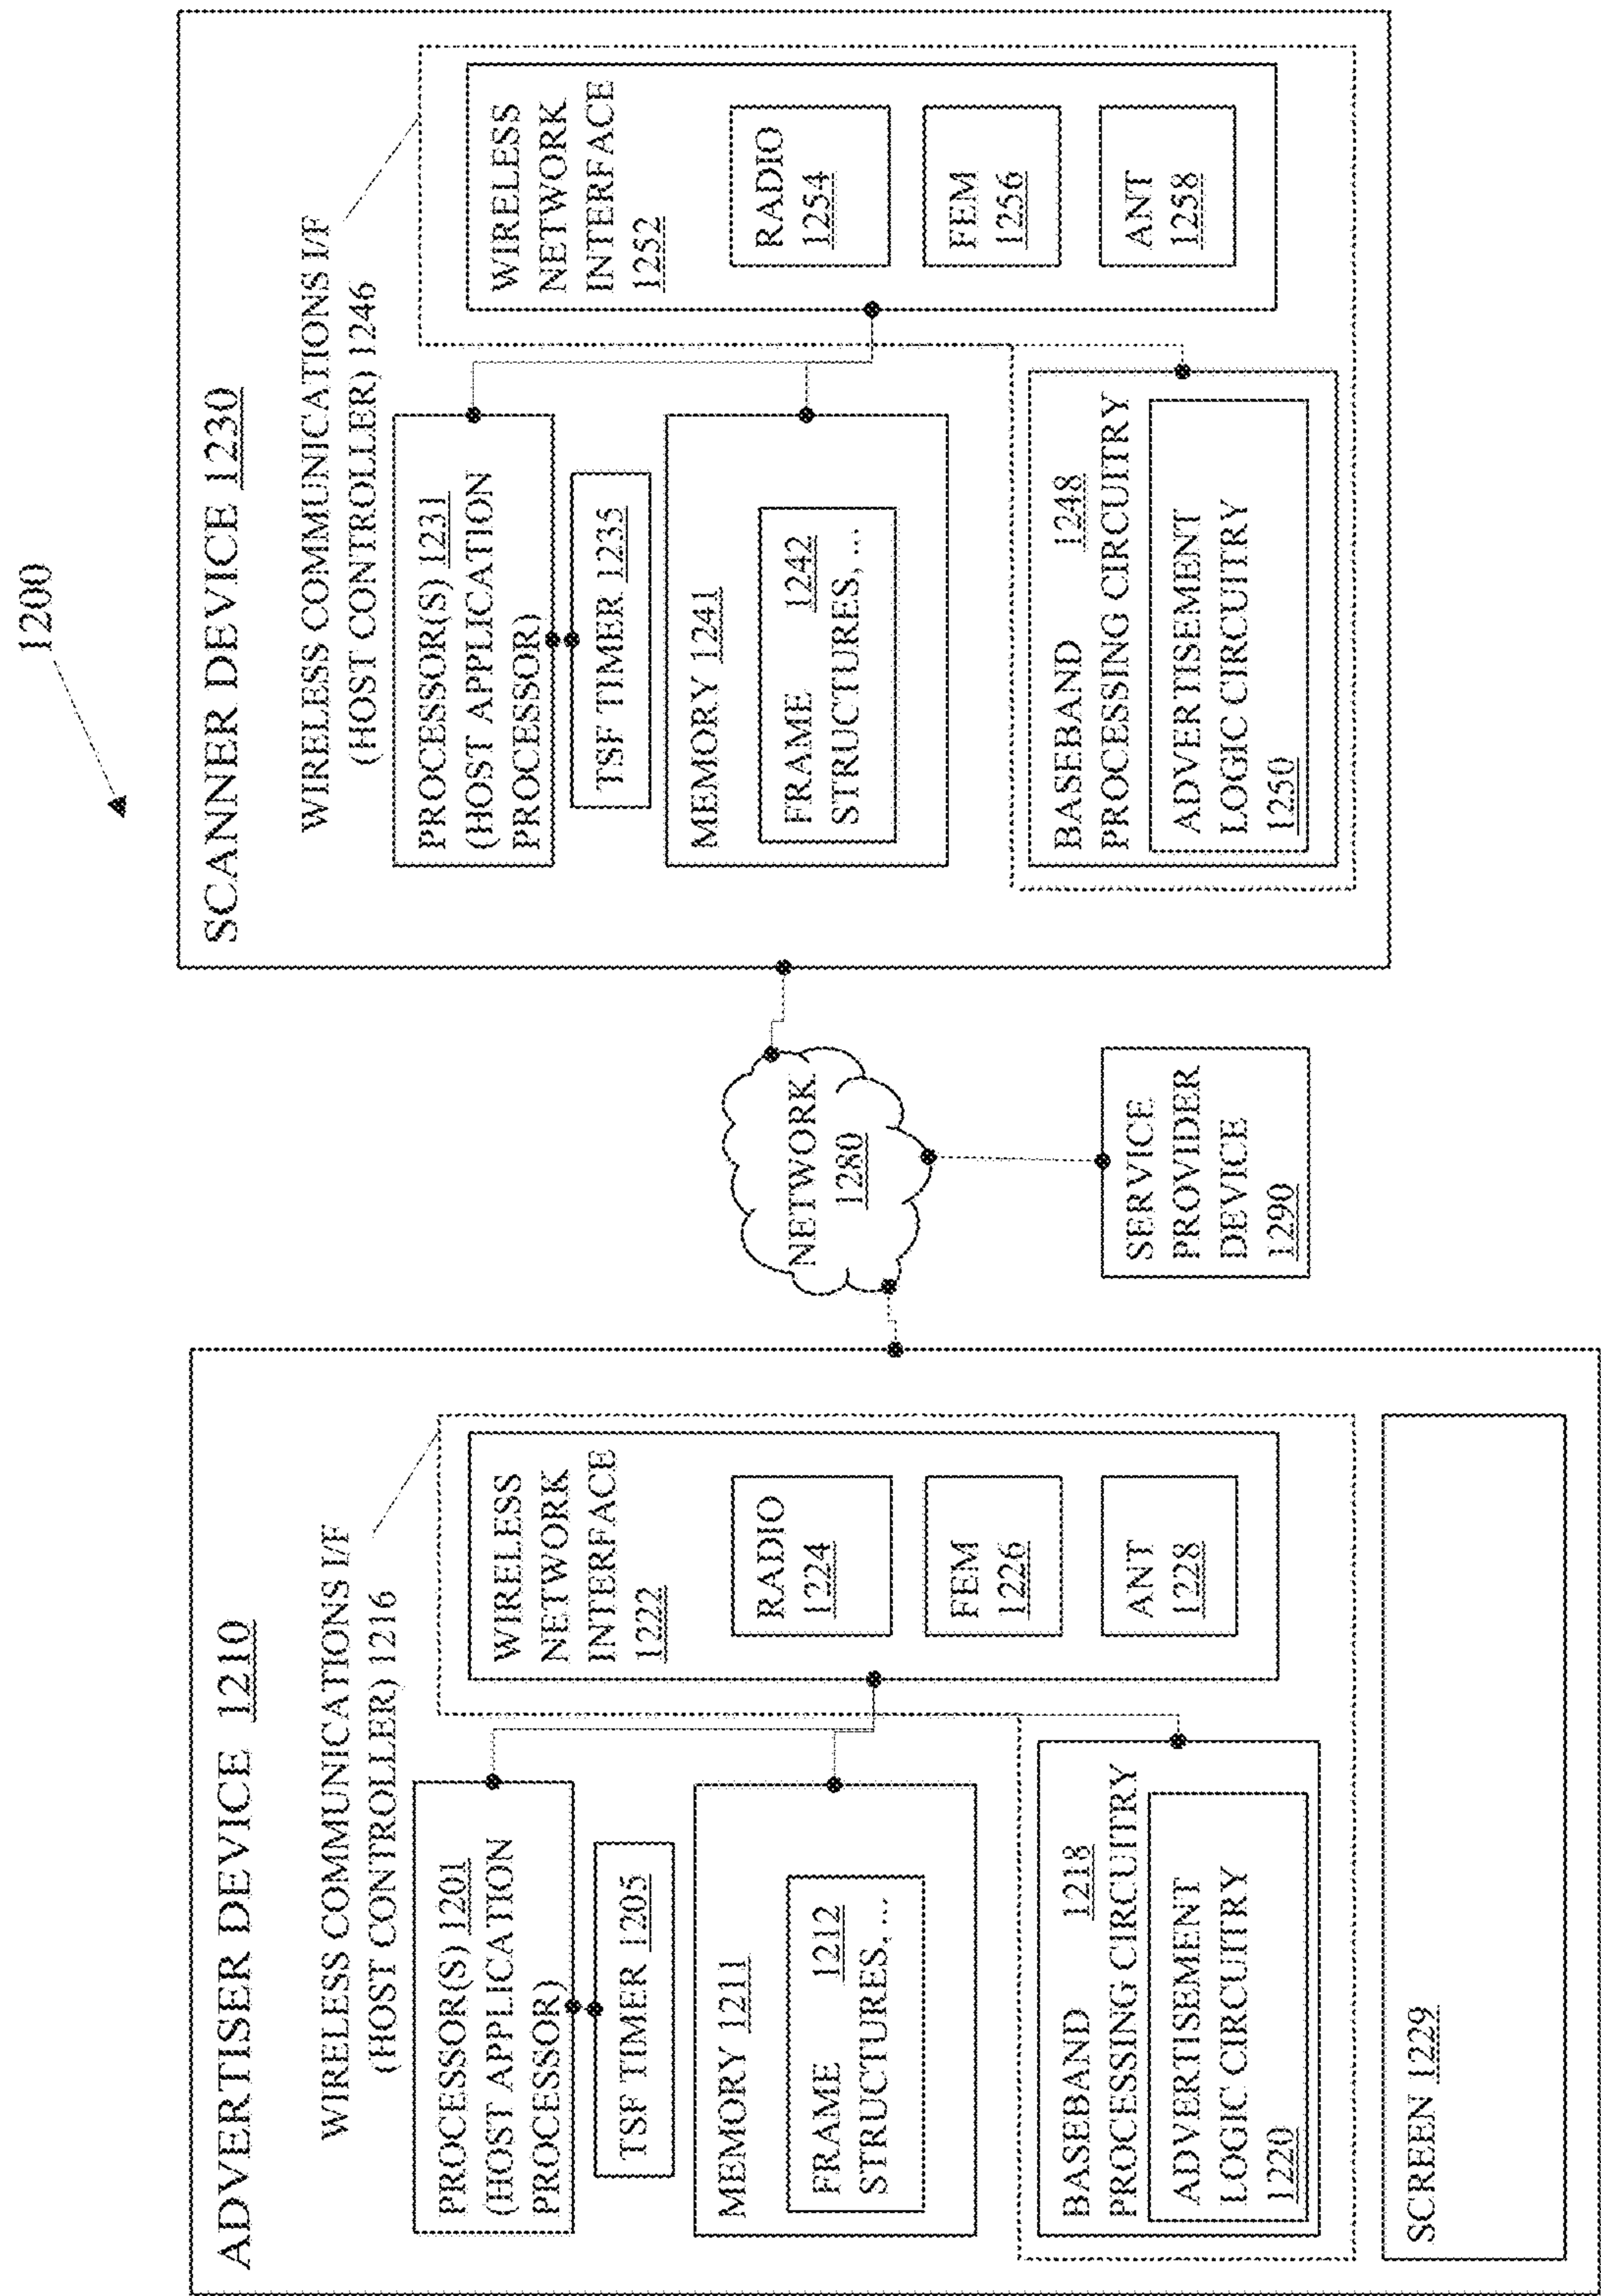 1200
ADVERTISER DEVICE 1210
WIRELESS COMMUNICATIONS I/F
(HOST CONTROLLER) 1216
PROCESSOR(S) 1201
(HOST APPLICATION
PROCESSOR)
TSF TIMER 1205
MEMORY 1211
FRAME 1212
STRUCTURES, ...
BASEBAND 1218
PROCESSING CIRCUITRY
ADVERTISEMENT
LOGIC CIRCUITRY
1220
WIRELESS
NETWORK
INTERFACE
1222
RADIO
1224
FEM
1226
ANT
1228
SCREEN 1229
NETWORK
1280
SERVICE
PROVIDER
DEVICE
1290
SCANNER DEVICE 1230
WIRELESS COMMUNICATIONS I/F
(HOST CONTROLLER) 1246
PROCESSOR(S) 1231
(HOST APPLICATION
PROCESSOR)
TSF TIMER 1235
MEMORY 1241
FRAME 1242
STRUCTURES, ...
BASEBAND 1248
PROCESSING CIRCUITRY
ADVERTISEMENT
LOGIC CIRCUITRY
1250
WIRELESS
NETWORK
INTERFACE
1252
RADIO
1254
FEM
1256
ANT
1258